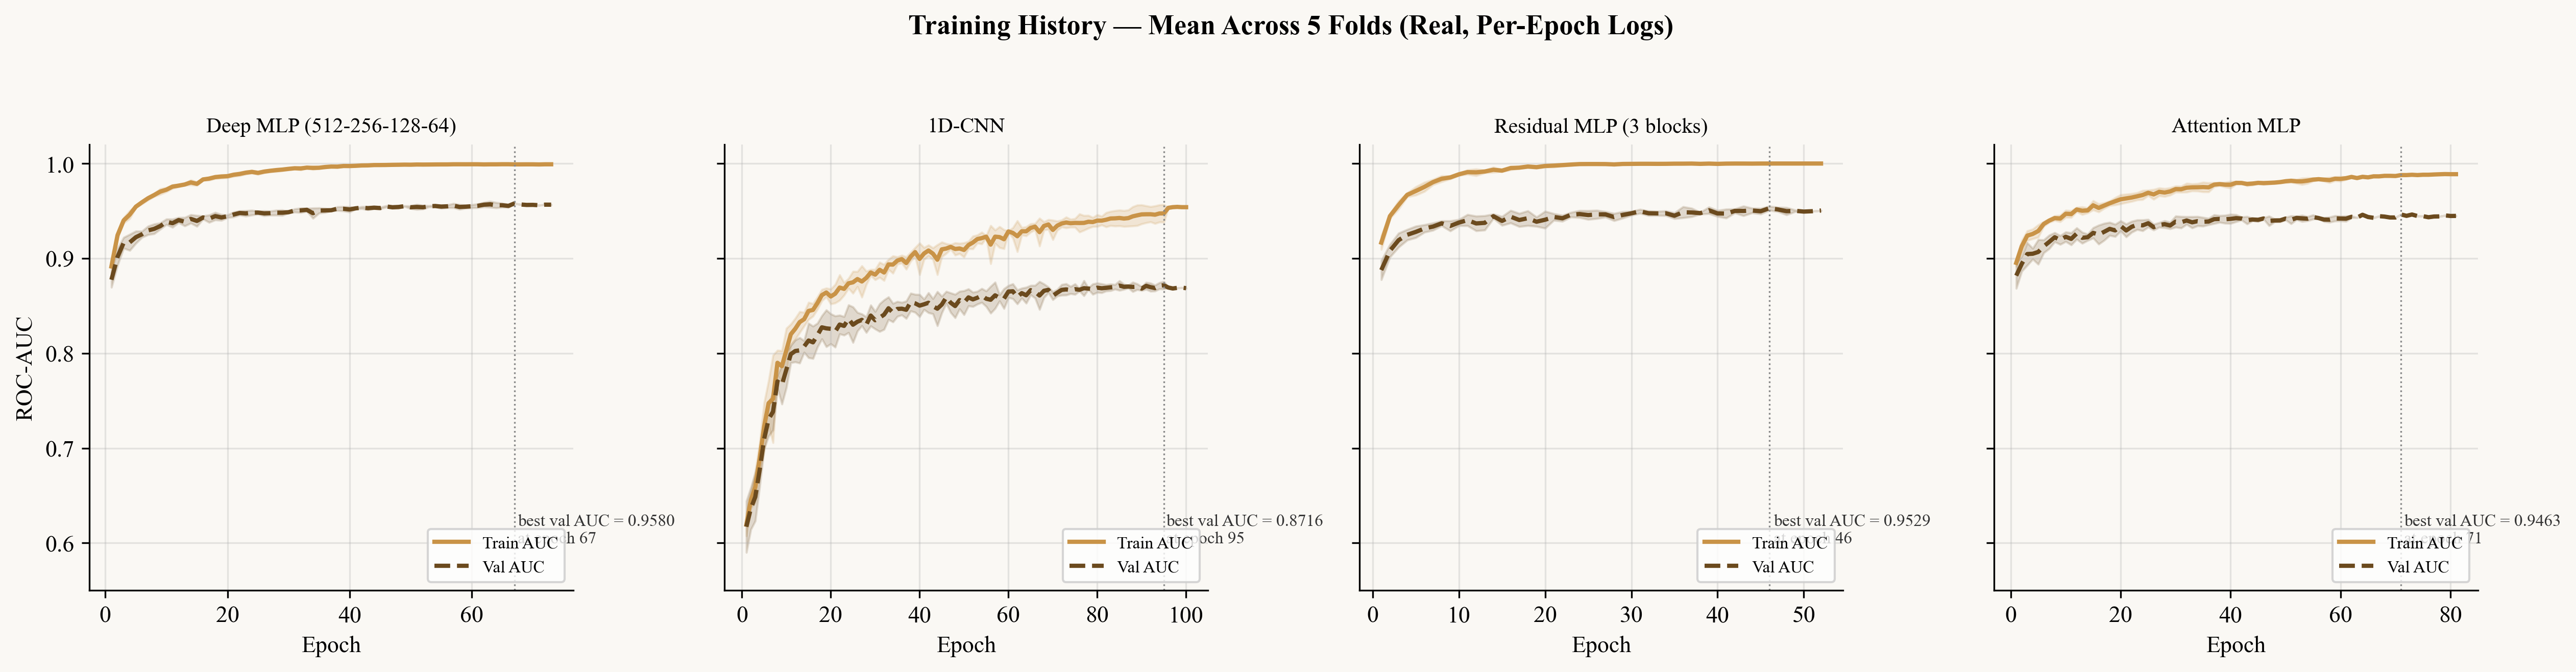 Training History — Mean Across 5 Folds (Real, Per-Epoch Logs)
Deep MLP (512-256-128-64)
ROC-AUC
1.0
0.9
0.8
0.7
0.6
best val AUC = 0.9580
epoch 67
Train AUC
Val AUC
0 20 40 60
Epoch
1D-CNN
best val AUC = 0.8716
epoch 95
Train AUC
Val AUC
0 20 40 60 80 100
Epoch
Residual MLP (3 blocks)
best val AUC = 0.9529
46
Train AUC
Val AUC
0 10 20 30 40 50
Epoch
Attention MLP
best val AUC = 0.9463
71
Train AUC
Val AUC
0 20 40 60 80
Epoch